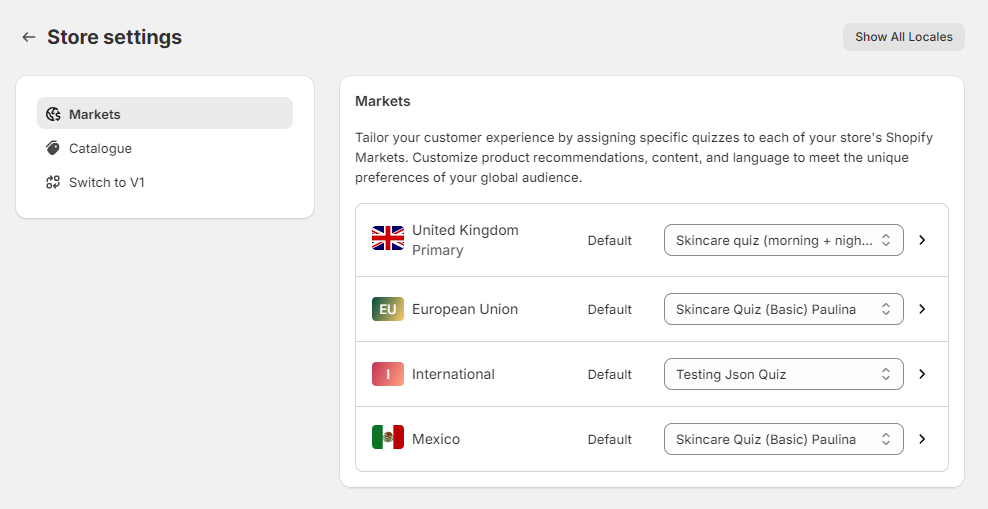 Store settings
Show All Locales
Markets
Catalogue
Switch to V1
Markets
Tailor your customer experience by assigning specific quizzes to each of your store's Shopify
Markets. Customize product recommendations, content, and language to meet the unique
preferences of your global audience.
United Kingdom
Primary
Default
Skincare quiz (morning + nigh...
EU
European Union
Default
Skincare Quiz (Basic) Paulina
I
International
Default
Testing Json Quiz
Mexico
Default
Skincare Quiz (Basic) Paulina